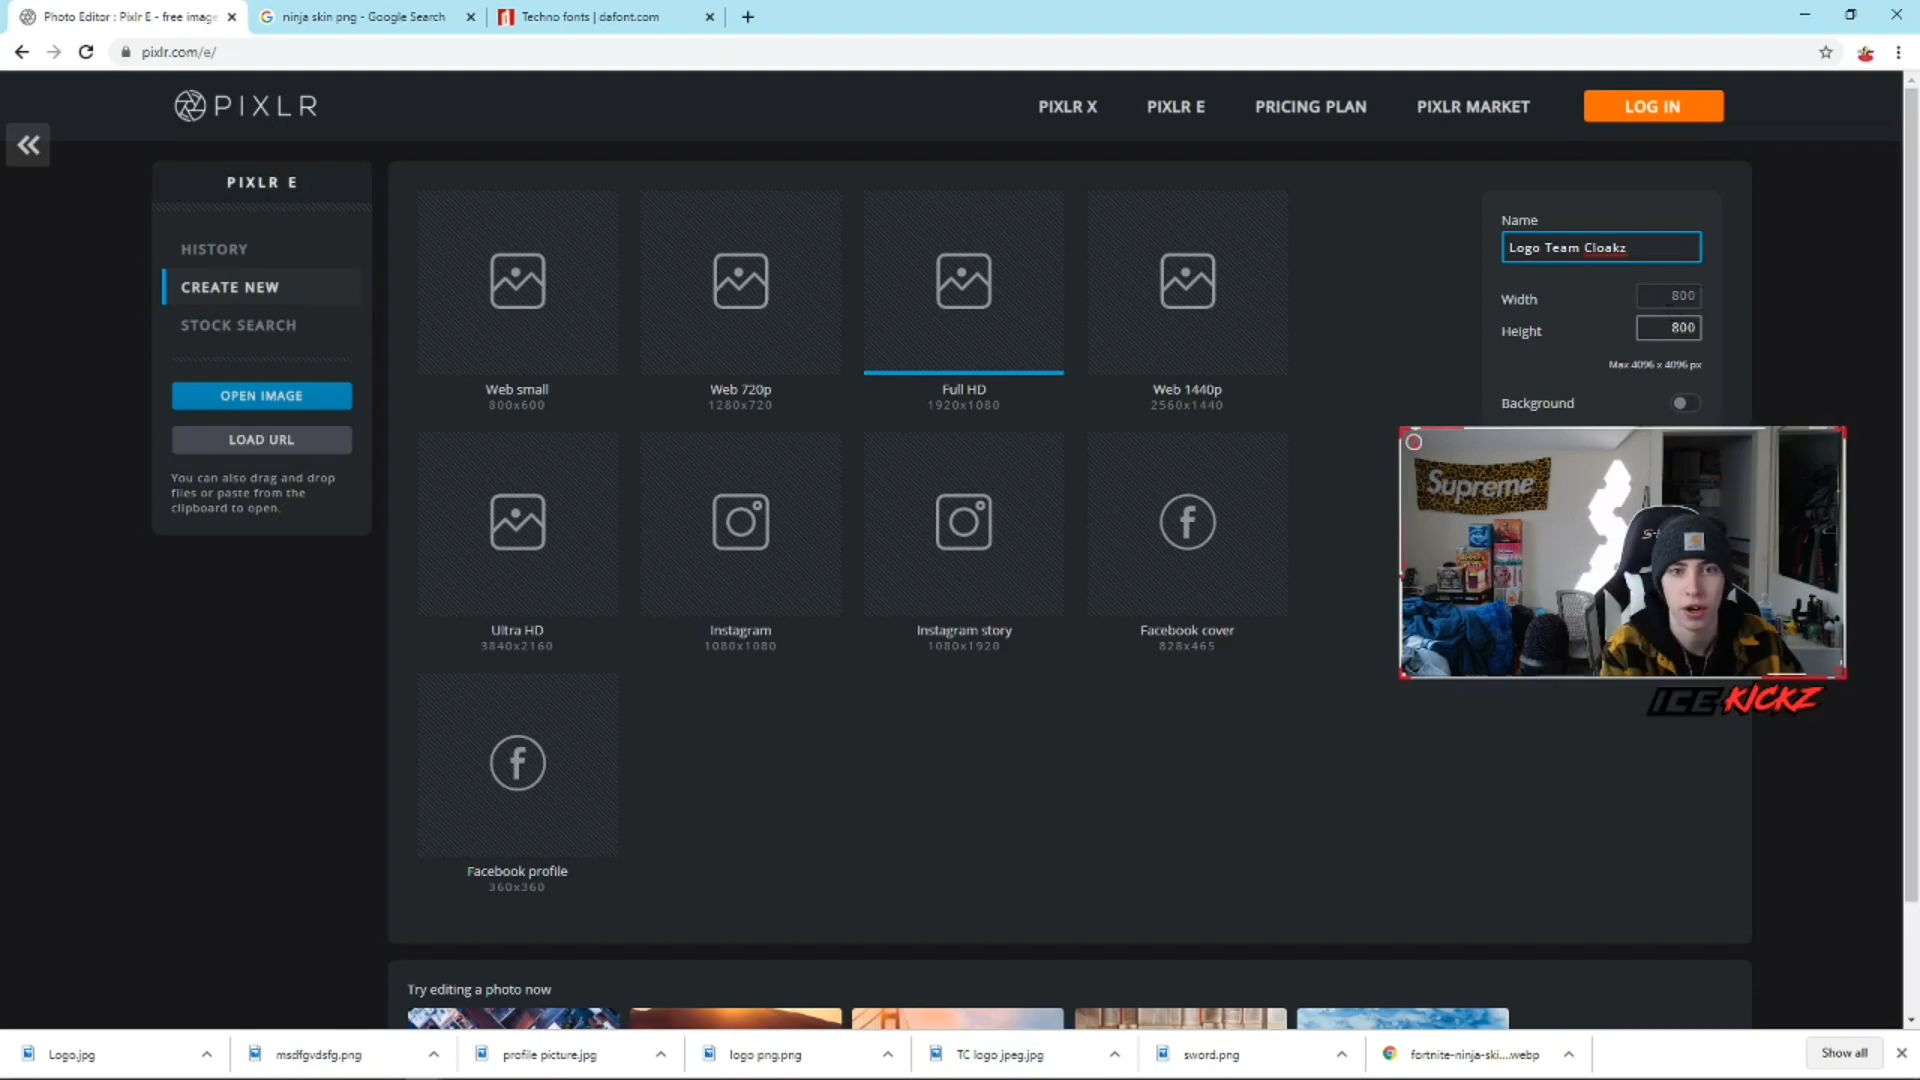 Photo Editor : Pixlr E - free image
ninja skin png - Google Search
Techno fonts | dafont.com
pixlr.com/e/
PIXLR
PIXLR X
PIXLR E
PRICING PLAN
PIXLR MARKET
LOG IN
PIXLR E
HISTORY
CREATE NEW
STOCK SEARCH
OPEN IMAGE
LOAD URL
You can also drag and drop
files or paste from the
clipboard to open.
Web small
800x600
Web 720p
1280x720
Full HD
1920x1080
Web 1440p
2560x1440
Ultra HD
3840x2160
Instagram
1080x1080
Instagram story
1080x1920
Facebook cover
828x465
Facebook profile
360x360
Name
Logo Team Cloakz
Width
800
Height
800
Max 4096 x 4096 px
Background
Supreme
ICE KICKZ
Try editing a photo now
Logo.jpg
msdfgvdsfg.png
profile picture.jpg
logo png.png
TC logo jpeg.jpg
sword.png
fortnite-ninja-ski....webp
Show all